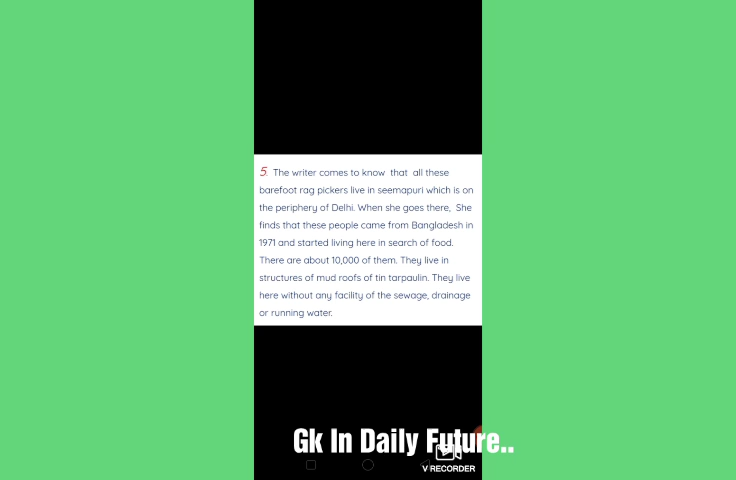 5. The writer comes to know that all these
barefoot rag pickers live in seemapuri which is on
the periphery of Delhi. When she goes there, She
finds that these people came from Bangladesh in
1971 and started living here in search of food.
There are about 10,000 of them. They live in
structures of mud roofs of tin tarpaulin. They live
here without any facility of the sewage, drainage
or running water.
Gk In Daily Future..
V RECORDER